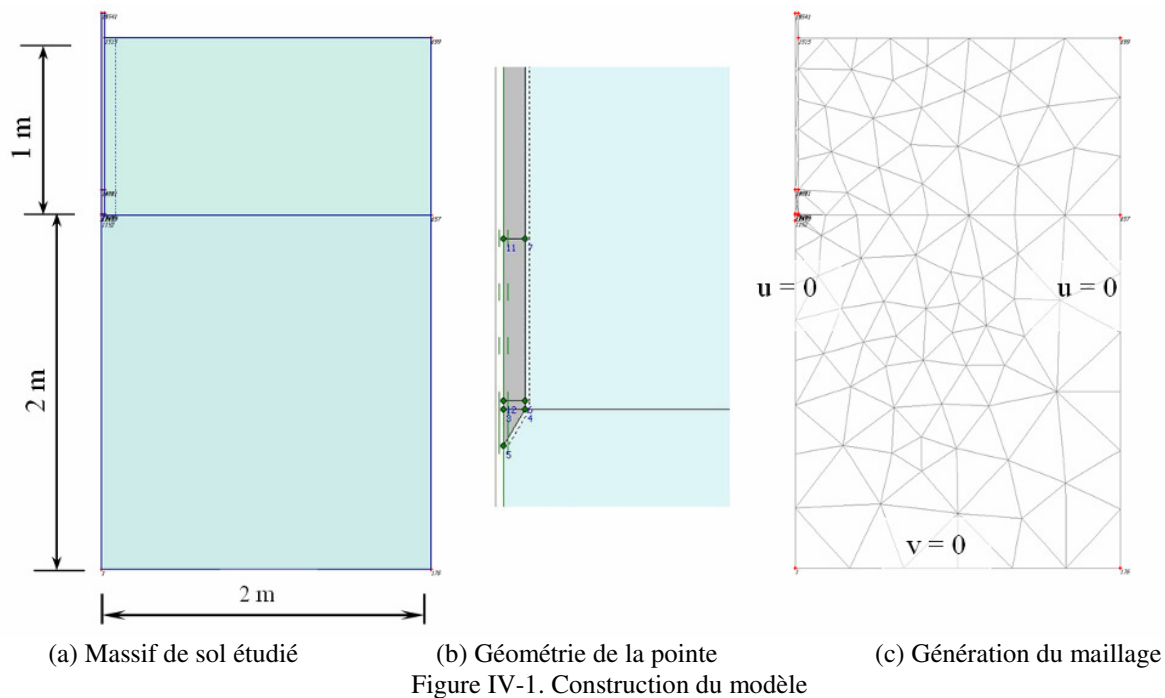 1 m
2 m
2 m
11
7
12
3
4
5
u = 0
u = 0
v = 0
(a) Massif de sol étudié
(b) Géométrie de la pointe
(c) Génération du maillage
Figure IV-1. Construction du modèle